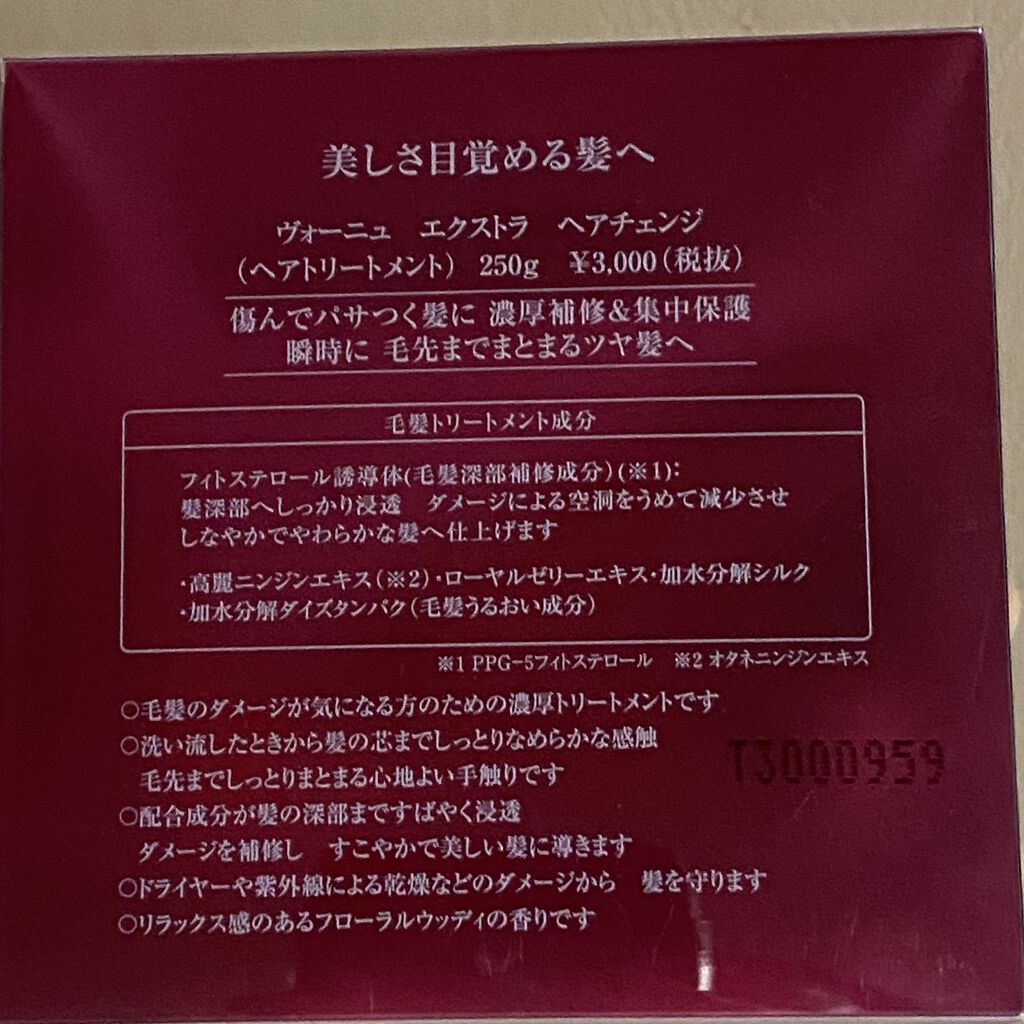 美しさ目覚める髪へ
ヴォーニュ　エクストラ　ヘアチェンジ
(ヘアトリートメント)　250g　¥3,000(税抜)
傷んでパサつく髪に 濃厚補修&集中保護
瞬時に 毛先までまとまるツヤ髪へ
毛髪トリートメント成分
フィトステロール誘導体(毛髪深部補修成分)(※1):
髪深部へしっかり浸透　ダメージによる空洞をうめて減少させ
しなやかでやわらかな髪へ仕上げます
・高麗ニンジンエキス(※2)・ローヤルゼリーエキス・加水分解シルク
・加水分解ダイズタンパク(毛髪うるおい成分)
※1 PPG-5フィトステロール　※2 オタネニンジンエキス
○毛髪のダメージが気になる方のための濃厚トリートメントです
○洗い流したときから髪の芯までしっとりなめらかな感触
毛先までしっとりまとまる心地よい手触りです
T3000959
○配合成分が髪の深部まですばやく浸透
ダメージを補修し　すこやかで美しい髪に導きます
○ドライヤーや紫外線による乾燥などのダメージから　髪を守ります
○リラックス感のあるフローラルウッディの香りです